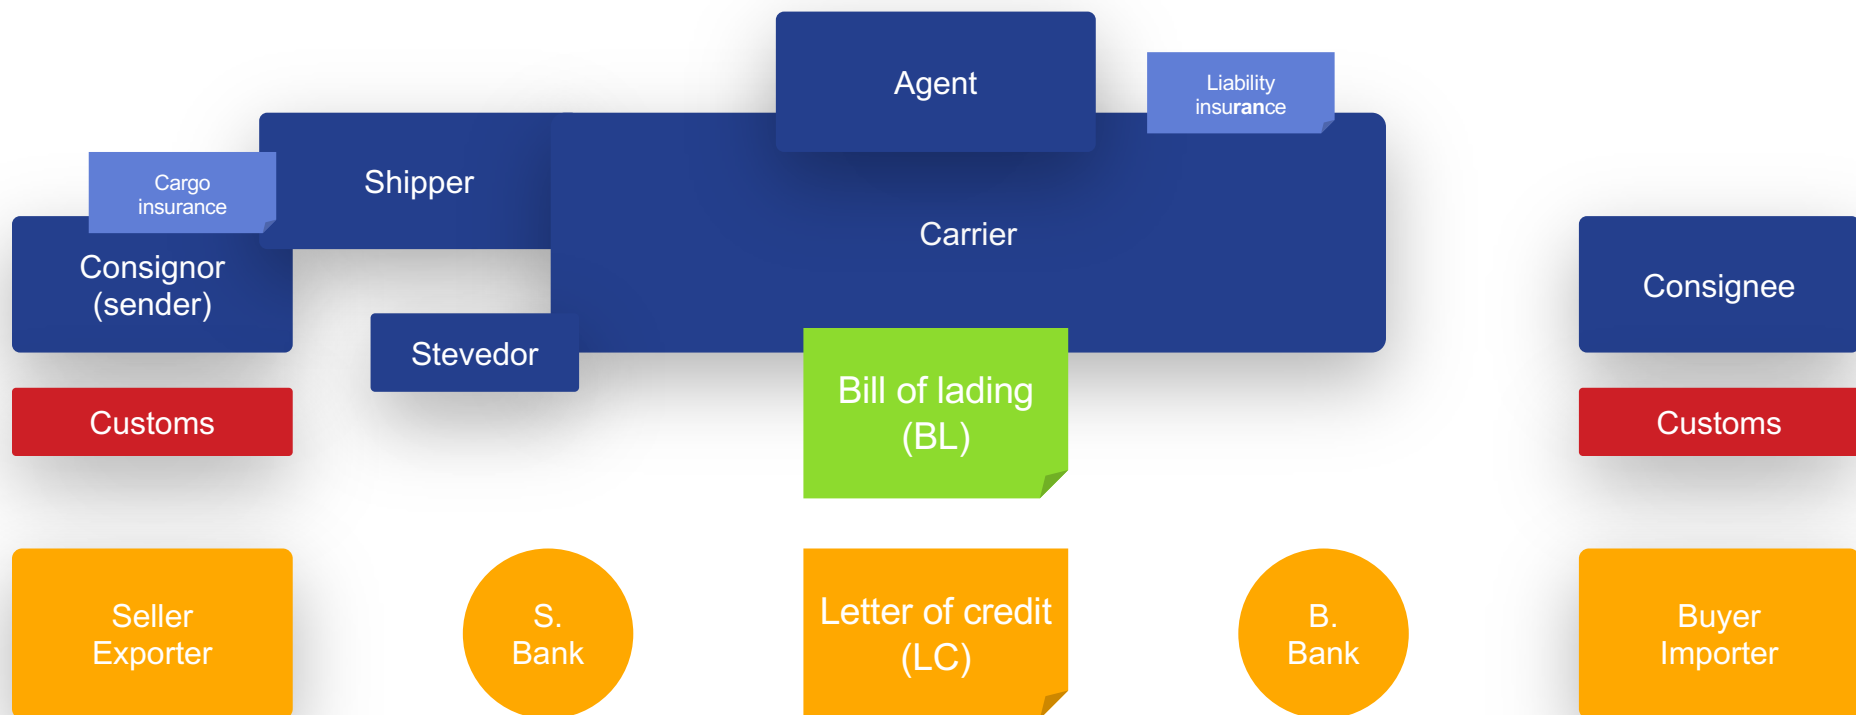 Agent
Liability
insurance
Shipper
Cargo
insurance
Carrier
Consignor
(sender)
Consignee
Stevedor
Bill of lading
(BL)
Customs
Customs
Seller
Exporter
S.
Bank
Letter of credit
(LC)
B.
Bank
Buyer
Importer